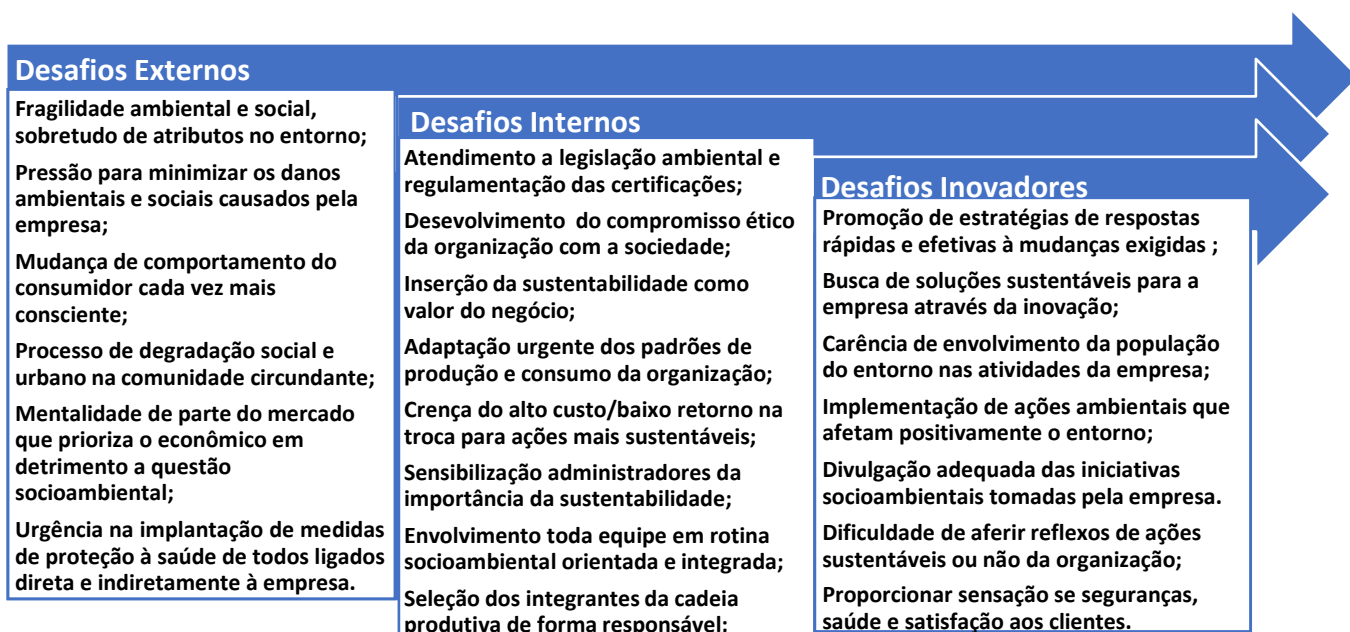 Desafios Externos
Fragilidade ambiental e social,
sobretudo de atributos no entorno;
Pressão para minimizar os danos
ambientais e sociais causados pela
empresa;
Mudança de comportamento do
consumidor cada vez mais
consciente;
Processo de degradação social e
urbano na comunidade circundante;
Mentalidade de parte do mercado
que prioriza o econômico em
detrimento a questão
socioambiental;
Urgência na implantação de medidas
de proteção à saúde de todos ligados
direta e indiretamente à empresa.
Desafios Internos
Atendimento a legislação ambiental e
regulamentação das certificações;
Desevolvimento do compromisso ético
da organização com a sociedade;
Inserção da sustentabilidade como
valor do negócio;
Adaptação urgente dos padrões de
produção e consumo da organização;
Crença do alto custo/baixo retorno na
troca para ações mais sustentáveis;
Sensibilização administradores da
importância da sustentabilidade;
Envolvimento toda equipe em rotina
socioambiental orientada e integrada;
Seleção dos integrantes da cadeia
produtiva de forma responsável;
Desafios Inovadores
Promoção de estratégias de respostas
rápidas e efetivas à mudanças exigidas ;
Busca de soluções sustentáveis para a
empresa através da inovação;
Carência de envolvimento da população
do entorno nas atividades da empresa;
Implementação de ações ambientais que
afetam positivamente o entorno;
Divulgação adequada das iniciativas
socioambientais tomadas pela empresa.
Dificuldade de aferir reflexos de ações
sustentáveis ou não da organização;
Proporcionar sensação se seguranças,
saúde e satisfação aos clientes.